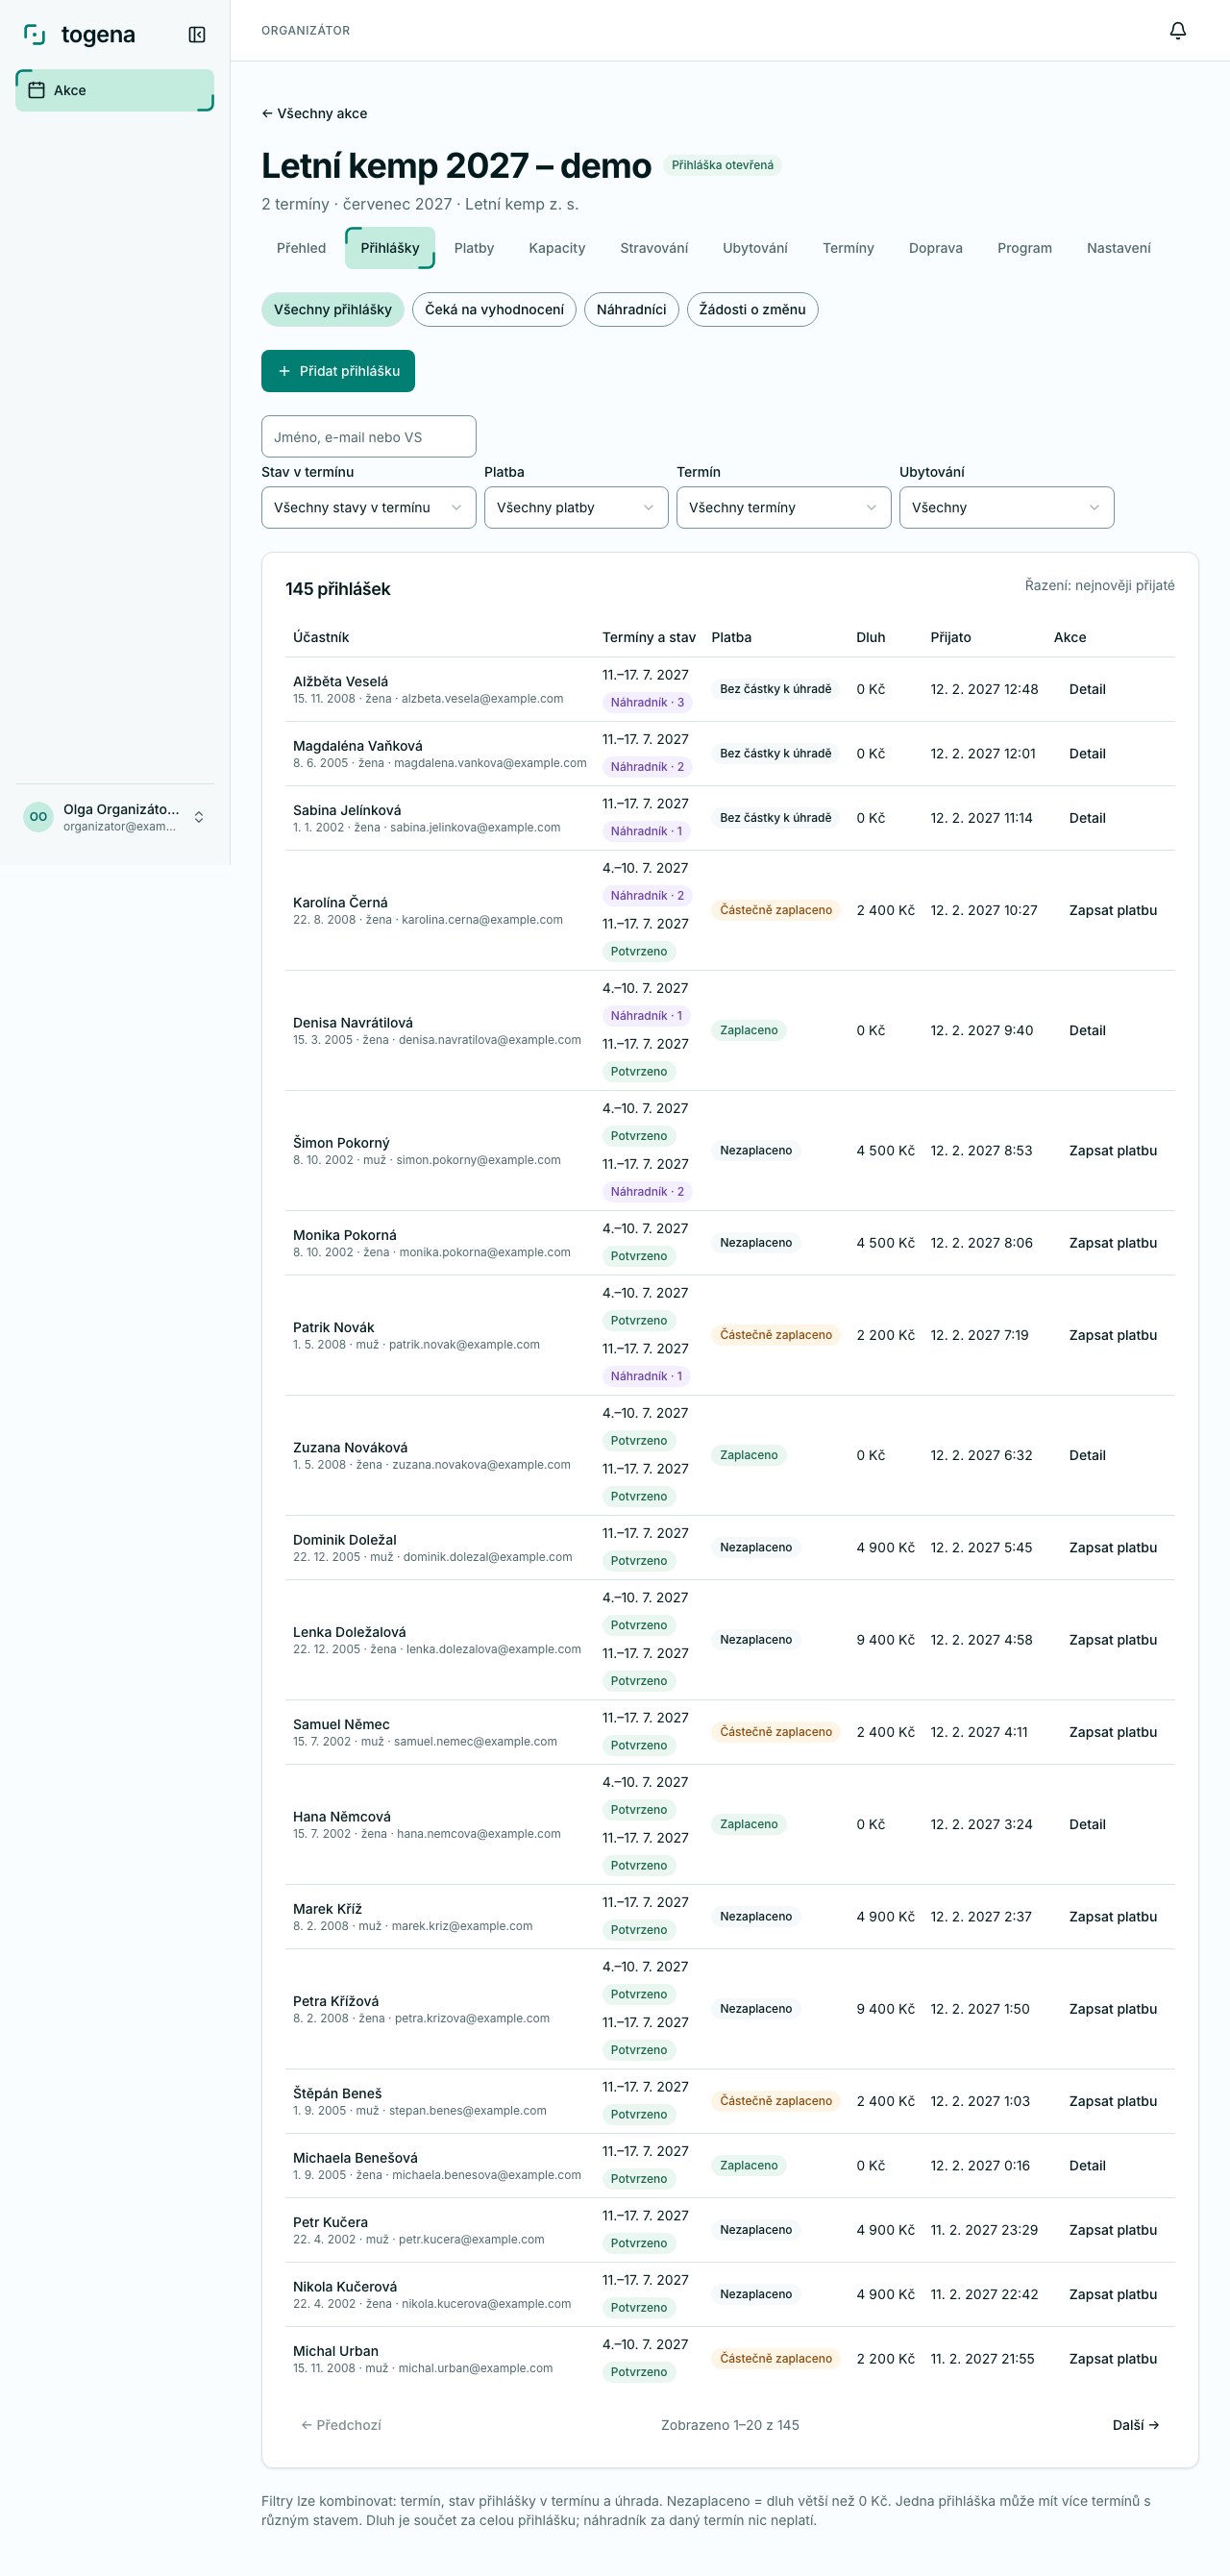 togena
Akce
ORGANIZÁTOR
← Všechny akce
Letní kemp 2027 – demo Přihláška otevřená
2 termíny · červenec 2027 · Letní kemp z. s.
Přehled Přihlášky Platby Kapacity Stravování Ubytování Termíny Doprava Program Nastavení
Všechny přihlášky Čeká na vyhodnocení Náhradníci Žádosti o změnu
+ Přidat přihlášku
Jméno, e-mail nebo VS
Stav v termínu Platba Termín Ubytování
Všechny stavy v termínu Všechny platby Všechny termíny Všechny
145 přihlášek Řazení: nejnověji přijaté
Účastník Termíny a stav Platba Dluh Přijato Akce
Alžběta Veselá
15. 11. 2008 · žena · alzbeta.vesela@example.com
11.–17. 7. 2027
Náhradník · 3
Bez částky k úhradě 0 Kč 12. 2. 2027 12:48 Detail
Magdaléna Vaňková
8. 6. 2005 · žena · magdalena.vankova@example.com
11.–17. 7. 2027
Náhradník · 2
Bez částky k úhradě 0 Kč 12. 2. 2027 12:01 Detail
Sabina Jelínková
1. 1. 2002 · žena · sabina.jelinkova@example.com
11.–17. 7. 2027
Náhradník · 1
Bez částky k úhradě 0 Kč 12. 2. 2027 11:14 Detail
Karolína Černá
22. 8. 2008 · žena · karolina.cerna@example.com
4.–10. 7. 2027
Náhradník · 2
11.–17. 7. 2027
Potvrzeno
Částečně zaplaceno 2 400 Kč 12. 2. 2027 10:27 Zapsat platbu
Denisa Navrátilová
15. 3. 2005 · žena · denisa.navratilova@example.com
4.–10. 7. 2027
Náhradník · 1
11.–17. 7. 2027
Potvrzeno
Zaplaceno 0 Kč 12. 2. 2027 9:40 Detail
Šimon Pokorný
8. 10. 2002 · muž · simon.pokorny@example.com
4.–10. 7. 2027
Potvrzeno
11.–17. 7. 2027
Náhradník · 2
Nezaplaceno 4 500 Kč 12. 2. 2027 8:53 Zapsat platbu
Monika Pokorná
8. 10. 2002 · žena · monika.pokorna@example.com
4.–10. 7. 2027
Potvrzeno
Nezaplaceno 4 500 Kč 12. 2. 2027 8:06 Zapsat platbu
Patrik Novák
1. 5. 2008 · muž · patrik.novak@example.com
4.–10. 7. 2027
Potvrzeno
11.–17. 7. 2027
Náhradník · 1
Částečně zaplaceno 2 200 Kč 12. 2. 2027 7:19 Zapsat platbu
Zuzana Nováková
1. 5. 2008 · žena · zuzana.novakova@example.com
4.–10. 7. 2027
Potvrzeno
11.–17. 7. 2027
Potvrzeno
Zaplaceno 0 Kč 12. 2. 2027 6:32 Detail
Dominik Doležal
22. 12. 2005 · muž · dominik.dolezal@example.com
11.–17. 7. 2027
Potvrzeno
Nezaplaceno 4 900 Kč 12. 2. 2027 5:45 Zapsat platbu
Lenka Doležalová
22. 12. 2005 · žena · lenka.dolezalova@example.com
4.–10. 7. 2027
Potvrzeno
11.–17. 7. 2027
Potvrzeno
Nezaplaceno 9 400 Kč 12. 2. 2027 4:58 Zapsat platbu
Samuel Němec
15. 7. 2002 · muž · samuel.nemec@example.com
11.–17. 7. 2027
Potvrzeno
Částečně zaplaceno 2 400 Kč 12. 2. 2027 4:11 Zapsat platbu
Hana Němcová
15. 7. 2002 · žena · hana.nemcova@example.com
4.–10. 7. 2027
Potvrzeno
11.–17. 7. 2027
Potvrzeno
Zaplaceno 0 Kč 12. 2. 2027 3:24 Detail
Marek Kříž
8. 2. 2008 · muž · marek.kriz@example.com
11.–17. 7. 2027
Potvrzeno
Nezaplaceno 4 900 Kč 12. 2. 2027 2:37 Zapsat platbu
Petra Křížová
8. 2. 2008 · žena · petra.krizova@example.com
4.–10. 7. 2027
Potvrzeno
11.–17. 7. 2027
Potvrzeno
Nezaplaceno 9 400 Kč 12. 2. 2027 1:50 Zapsat platbu
Štěpán Beneš
1. 9. 2005 · muž · stepan.benes@example.com
11.–17. 7. 2027
Potvrzeno
Částečně zaplaceno 2 400 Kč 12. 2. 2027 1:03 Zapsat platbu
Michaela Benešová
1. 9. 2005 · žena · michaela.benesova@example.com
11.–17. 7. 2027
Potvrzeno
Zaplaceno 0 Kč 12. 2. 2027 0:16 Detail
Petr Kučera
22. 4. 2002 · muž · petr.kucera@example.com
11.–17. 7. 2027
Potvrzeno
Nezaplaceno 4 900 Kč 11. 2. 2027 23:29 Zapsat platbu
Nikola Kučerová
22. 4. 2002 · žena · nikola.kucerova@example.com
11.–17. 7. 2027
Potvrzeno
Nezaplaceno 4 900 Kč 11. 2. 2027 22:42 Zapsat platbu
Michal Urban
15. 11. 2008 · muž · michal.urban@example.com
4.–10. 7. 2027
Potvrzeno
Částečně zaplaceno 2 200 Kč 11. 2. 2027 21:55 Zapsat platbu
← Předchozí Zobrazeno 1–20 z 145 Další →
Filtry lze kombinovat: termín, stav přihlášky v termínu a úhrada. Nezaplaceno = dluh větší než 0 Kč. Jedna přihláška může mít více termínů s
různým stavem. Dluh je součet za celou přihlášku; náhradník za daný termín nic neplatí.
OO
Olga Organizáto...
organizator@exam...